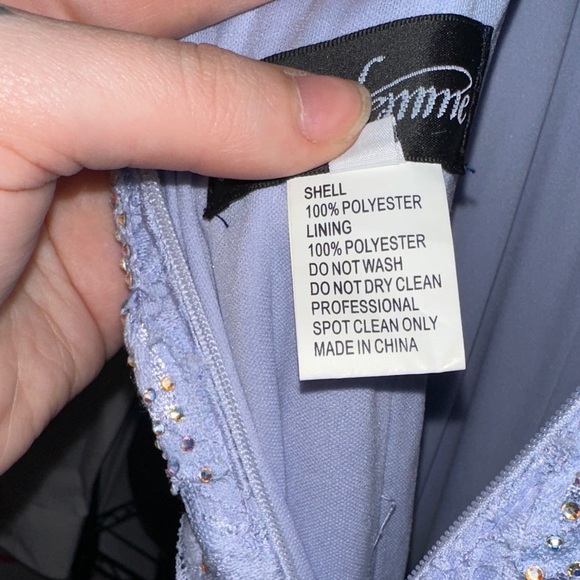 SHELL
100% POLYESTER
LINING
100% POLYESTER
DO NOT WASH
DO NOT DRY CLEAN
PROFESSIONAL
SPOT CLEAN ONLY
MADE IN CHINA